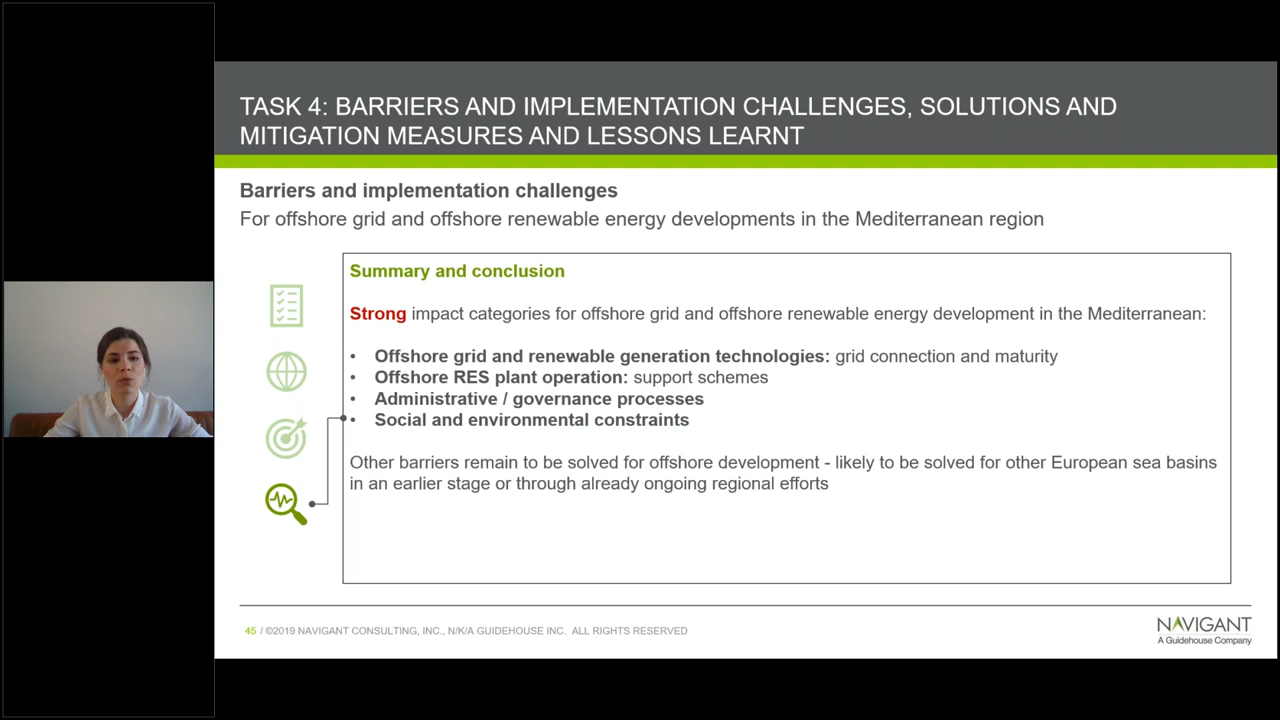 TASK 4: BARRIERS AND IMPLEMENTATION CHALLENGES, SOLUTIONS AND
MITIGATION MEASURES AND LESSONS LEARNT
Barriers and implementation challenges
For offshore grid and offshore renewable energy developments in the Mediterranean region
Summary and conclusion
Strong impact categories for offshore grid and offshore renewable energy development in the Mediterranean:
• Offshore grid and renewable generation technologies: grid connection and maturity
• Offshore RES plant operation: support schemes
• Administrative / governance processes
• Social and environmental constraints
Other barriers remain to be solved for offshore development - likely to be solved for other European sea basins
in an earlier stage or through already ongoing regional efforts
45 / ©2019 NAVIGANT CONSULTING, INC., N/K/A GUIDEHOUSE INC. ALL RIGHTS RESERVED
NAVIGANT
A Guidehouse Company